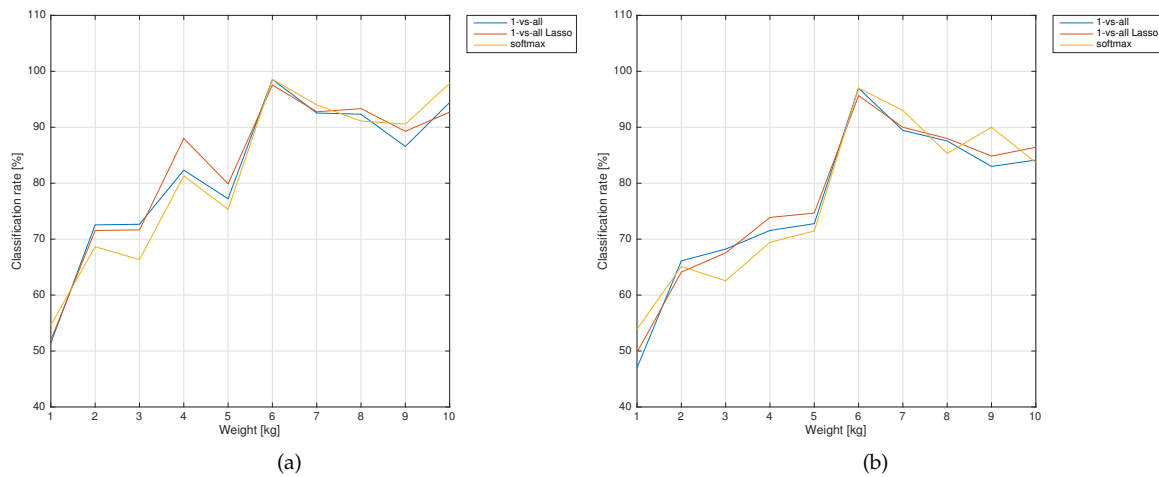 110
100
90
80
70
60
50
40
Classification rate [%]
1 2 3 4 5 6 7 8 9 10
Weight [kg]
1-vs-all
1-vs-all Lasso
softmax
(a)
110
100
90
80
70
60
50
40
Classification rate [%]
1 2 3 4 5 6 7 8 9 10
Weight [kg]
1-vs-all
1-vs-all Lasso
softmax
(b)